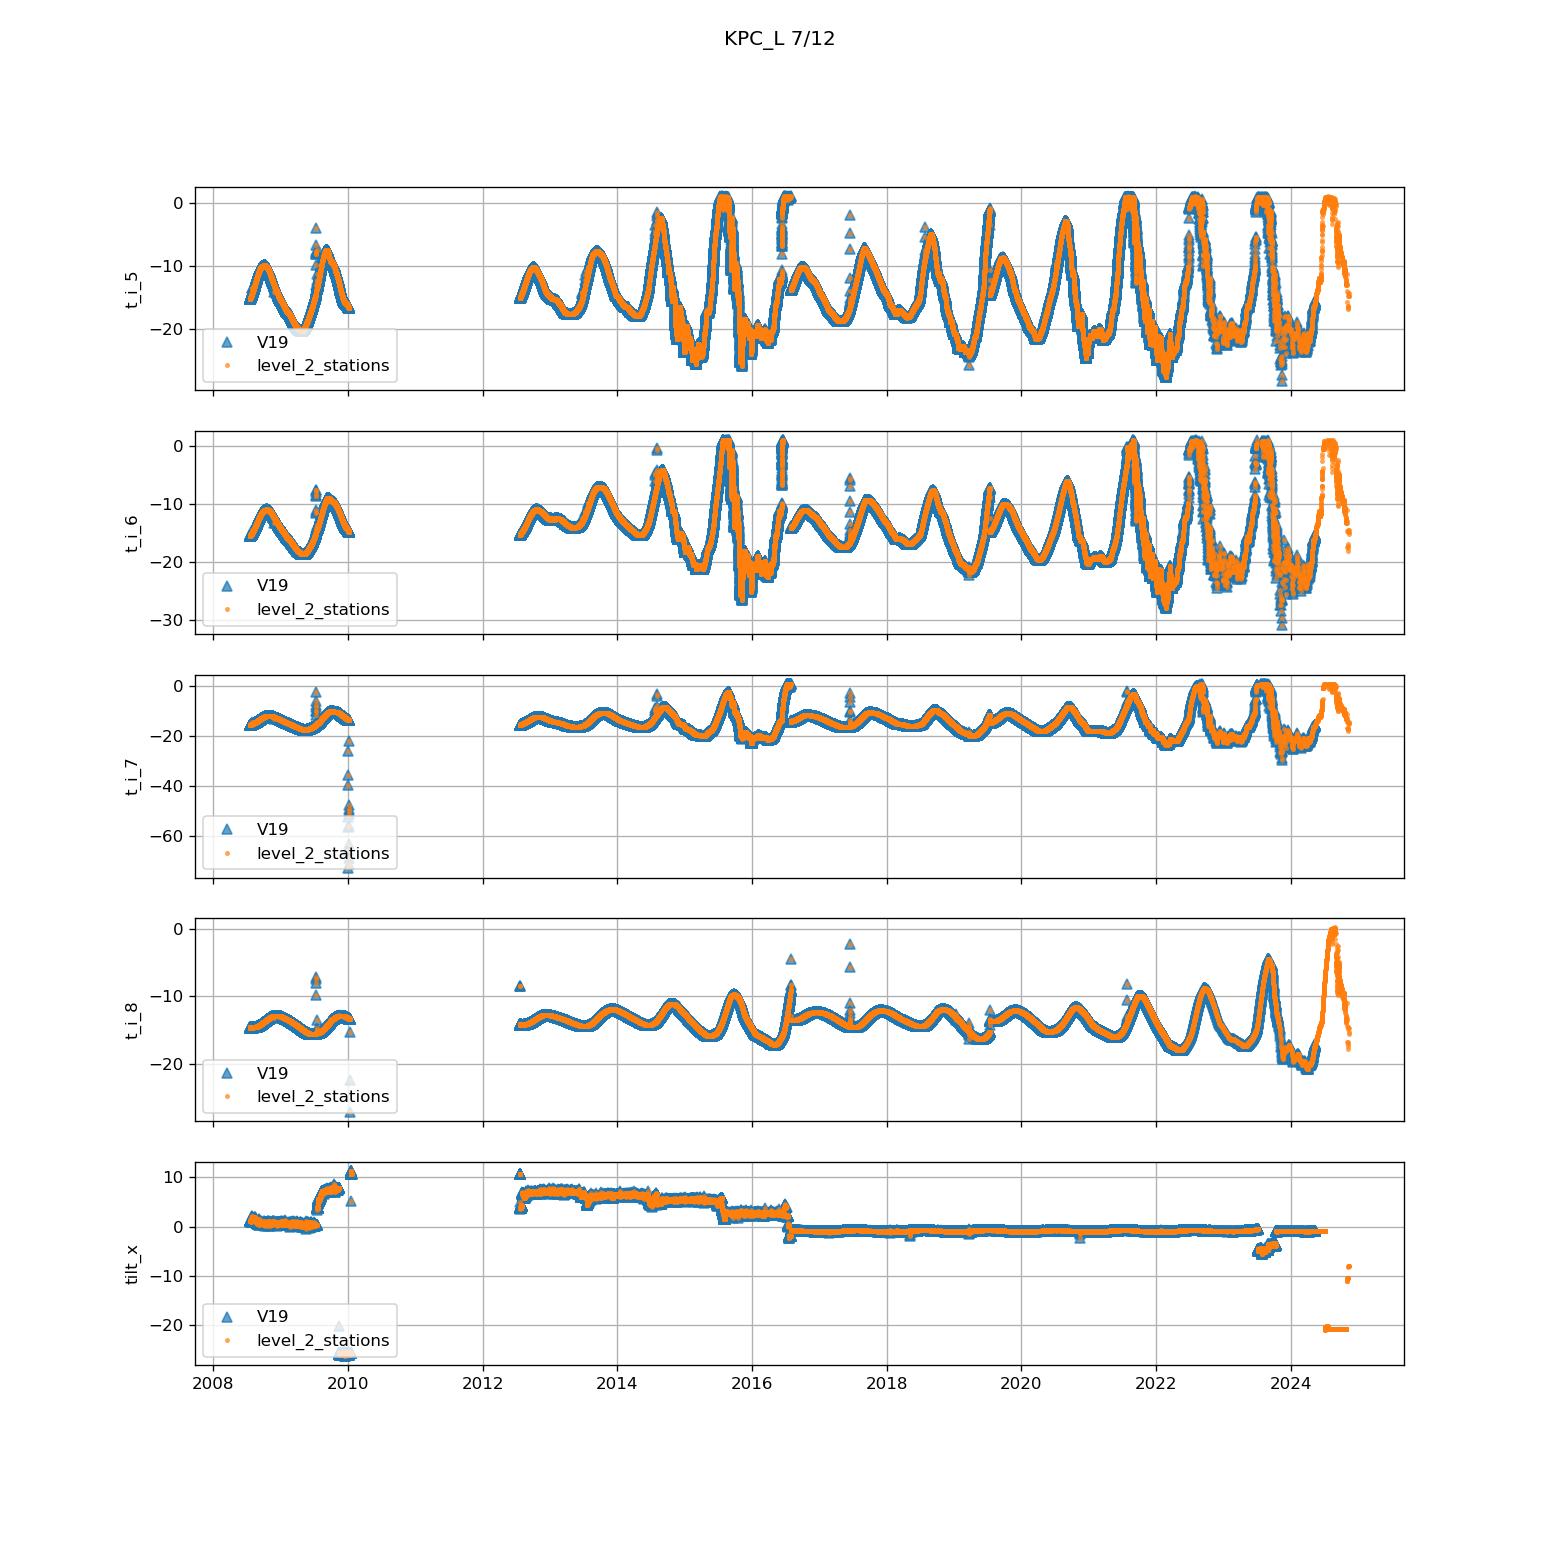 KPC_L 7/12
0
−10
−20
t_i_5
V19
level_2_stations
0
−10
−20
−30
t_i_6
V19
level_2_stations
0
−20
−40
−60
t_i_7
V19
level_2_stations
0
−10
−20
t_i_8
V19
level_2_stations
10
0
−10
−20
tilt_x
V19
level_2_stations
2008 2010 2012 2014 2016 2018 2020 2022 2024